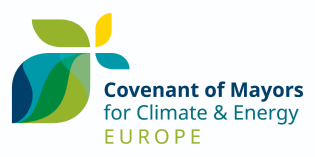 Covenant of Mayors
for Climate & Energy
EUROPE